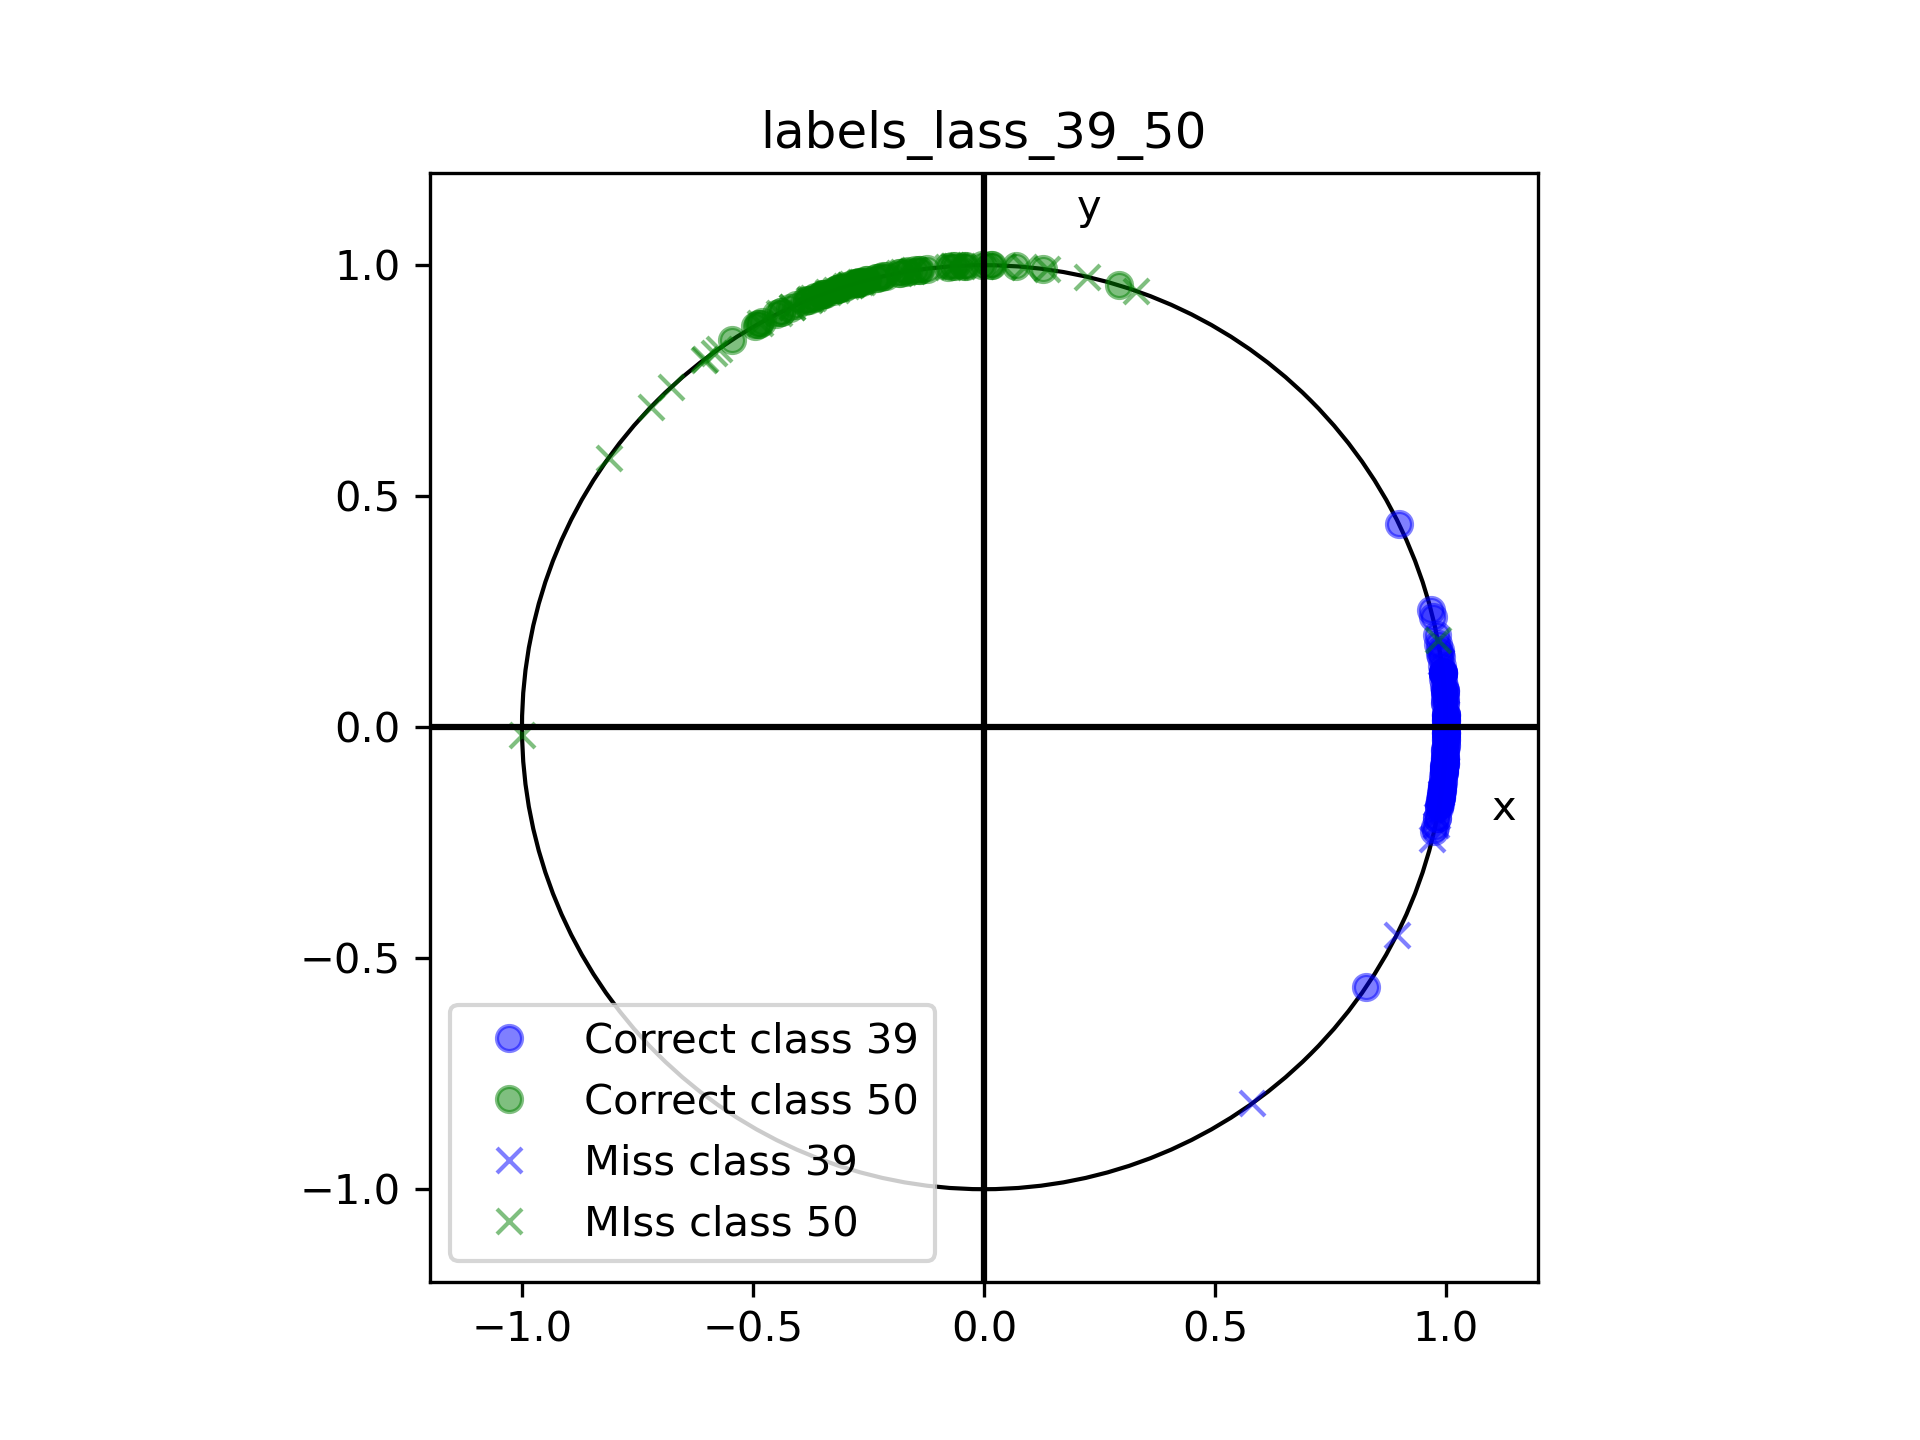 labels_lass_39_50
y
1.0
0.5
0.0
x
−0.5
−1.0
Correct class 39
Correct class 50
Miss class 39
MIss class 50
−1.0 −0.5 0.0 0.5 1.0